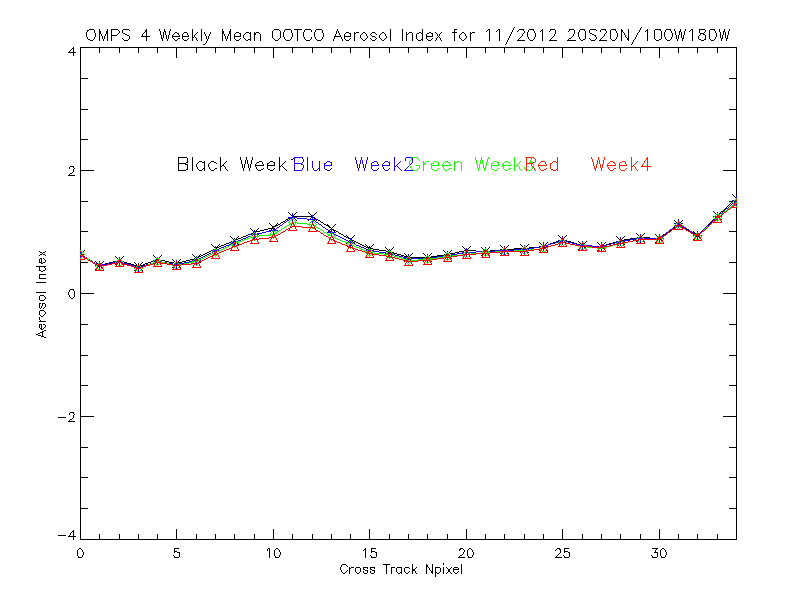 OMPS 4 Weekly Mean OOTCO Aerosol Index for 11/2012 20S20N/100W180W
4
2
0
-2
-4
Aerosol Index
Black Week1 Blue Week2 Green Week3 Red Week4
0 5 10 15 20 25 30
Cross Track Npixel